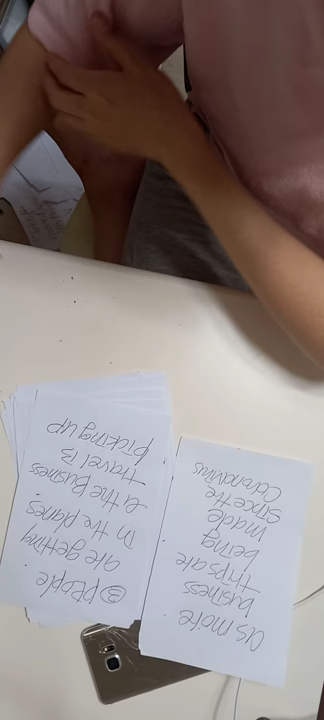 ③ people
are getting
in the planes.
& the Business
travel is
picking up
as more
business
trips are
being
made
since the
Coronavirus